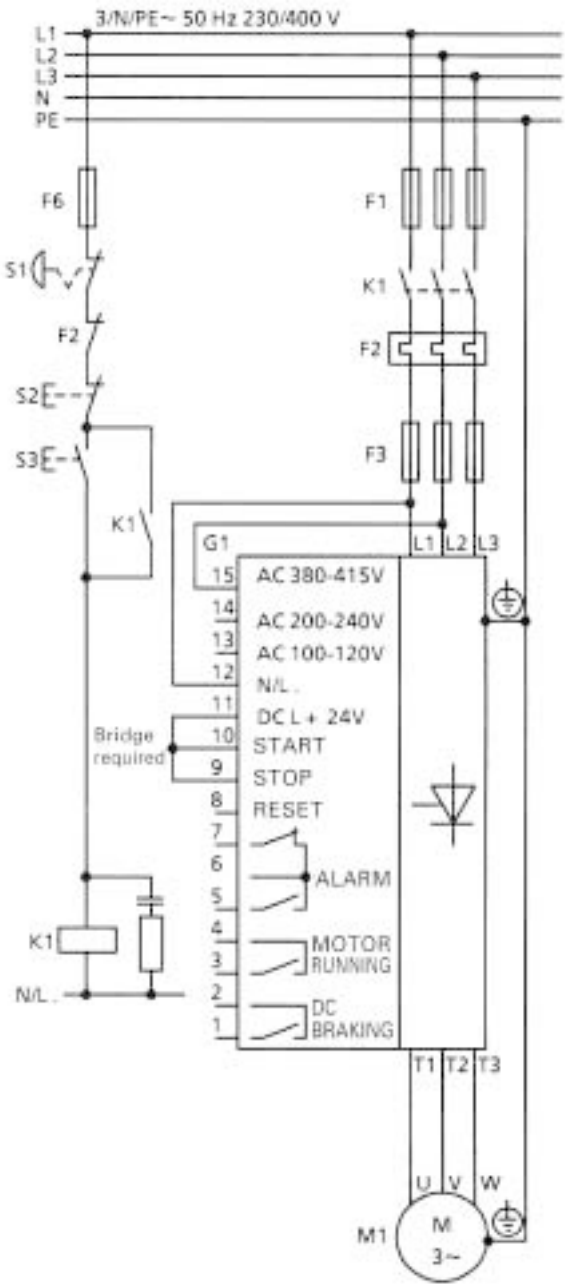 3/N/PE~ 50 Hz 230/400 V
L1
L2
L3
N
PE
F6
F1
S1
K1
F2
F2
S2
S3
F3
K1
G1
L1 L2 L3
15 AC 380-415V
14 AC 200-240V
13 AC 100-120V
12 N/L.
11 DC L + 24V
Bridge required
10 START
9 STOP
8 RESET
7
6 ALARM
5
4 MOTOR
3 RUNNING
K1
N/L.
2 DC
1 BRAKING
T1 T2 T3
U V W
M1
M
3~